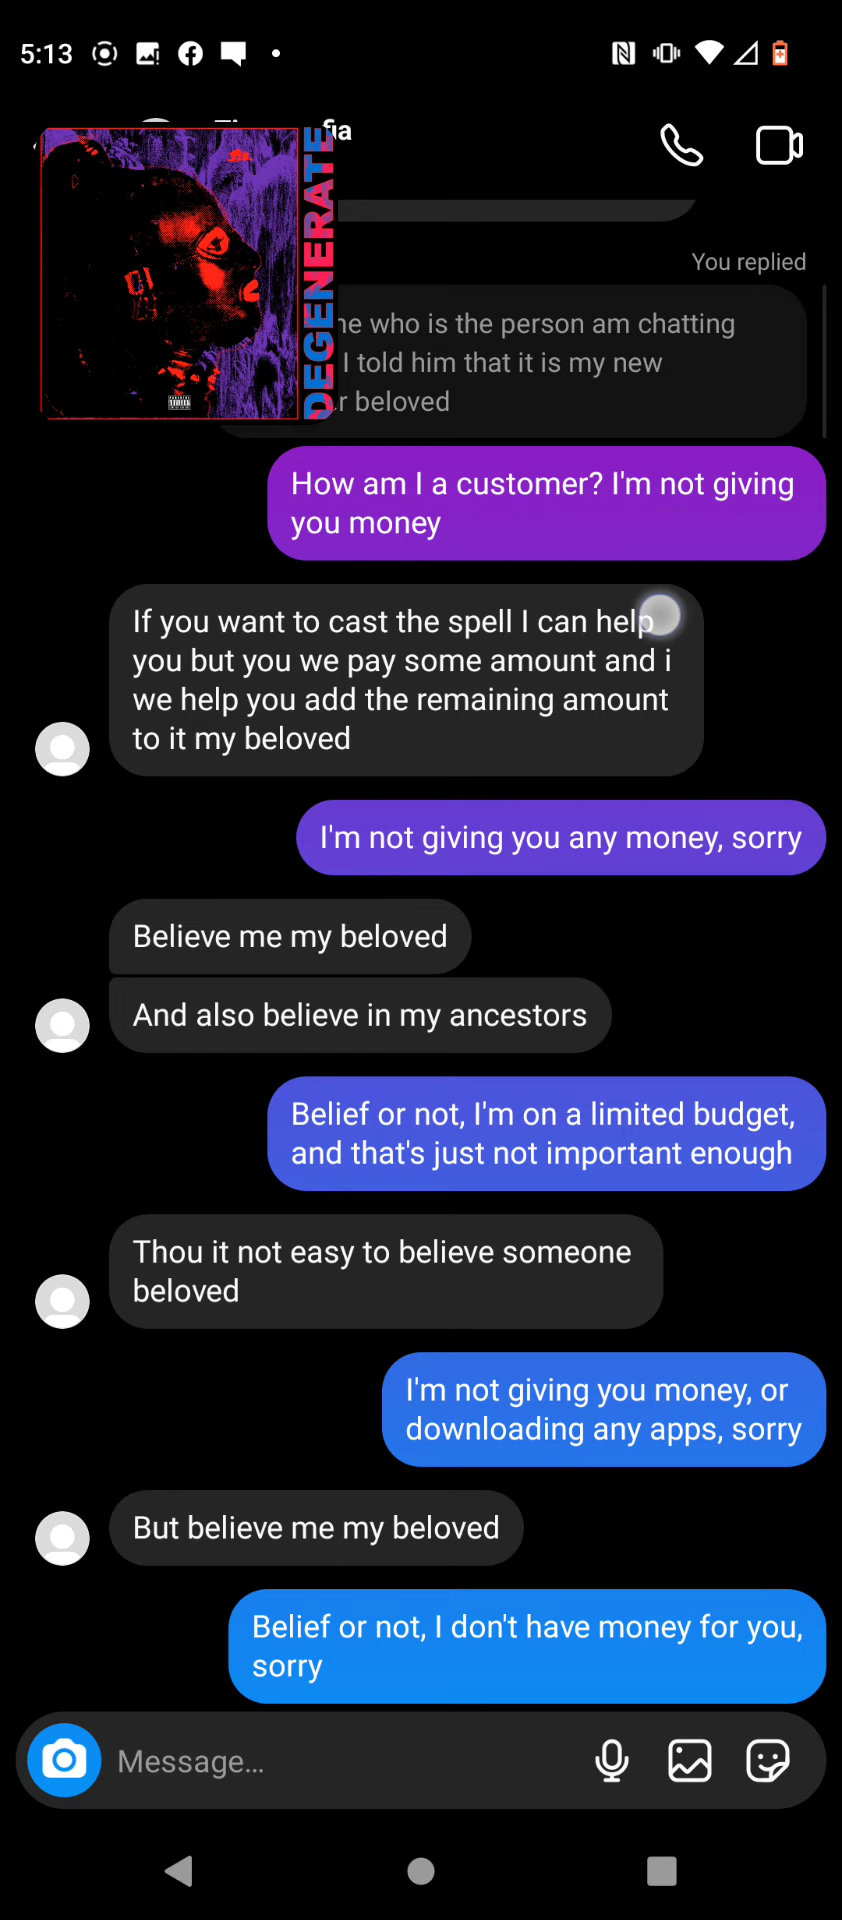 5:13
fia
DEGENERATE
You replied
who is the person am chatting
I told him that it is my new
beloved
How am I a customer? I'm not giving
you money
If you want to cast the spell I can help
you but you we pay some amount and i
we help you add the remaining amount
to it my beloved
I'm not giving you any money, sorry
Believe me my beloved
And also believe in my ancestors
Belief or not, I'm on a limited budget,
and that's just not important enough
Thou it not easy to believe someone
beloved
I'm not giving you money, or
downloading any apps, sorry
But believe me my beloved
Belief or not, I don't have money for you,
sorry
Message...